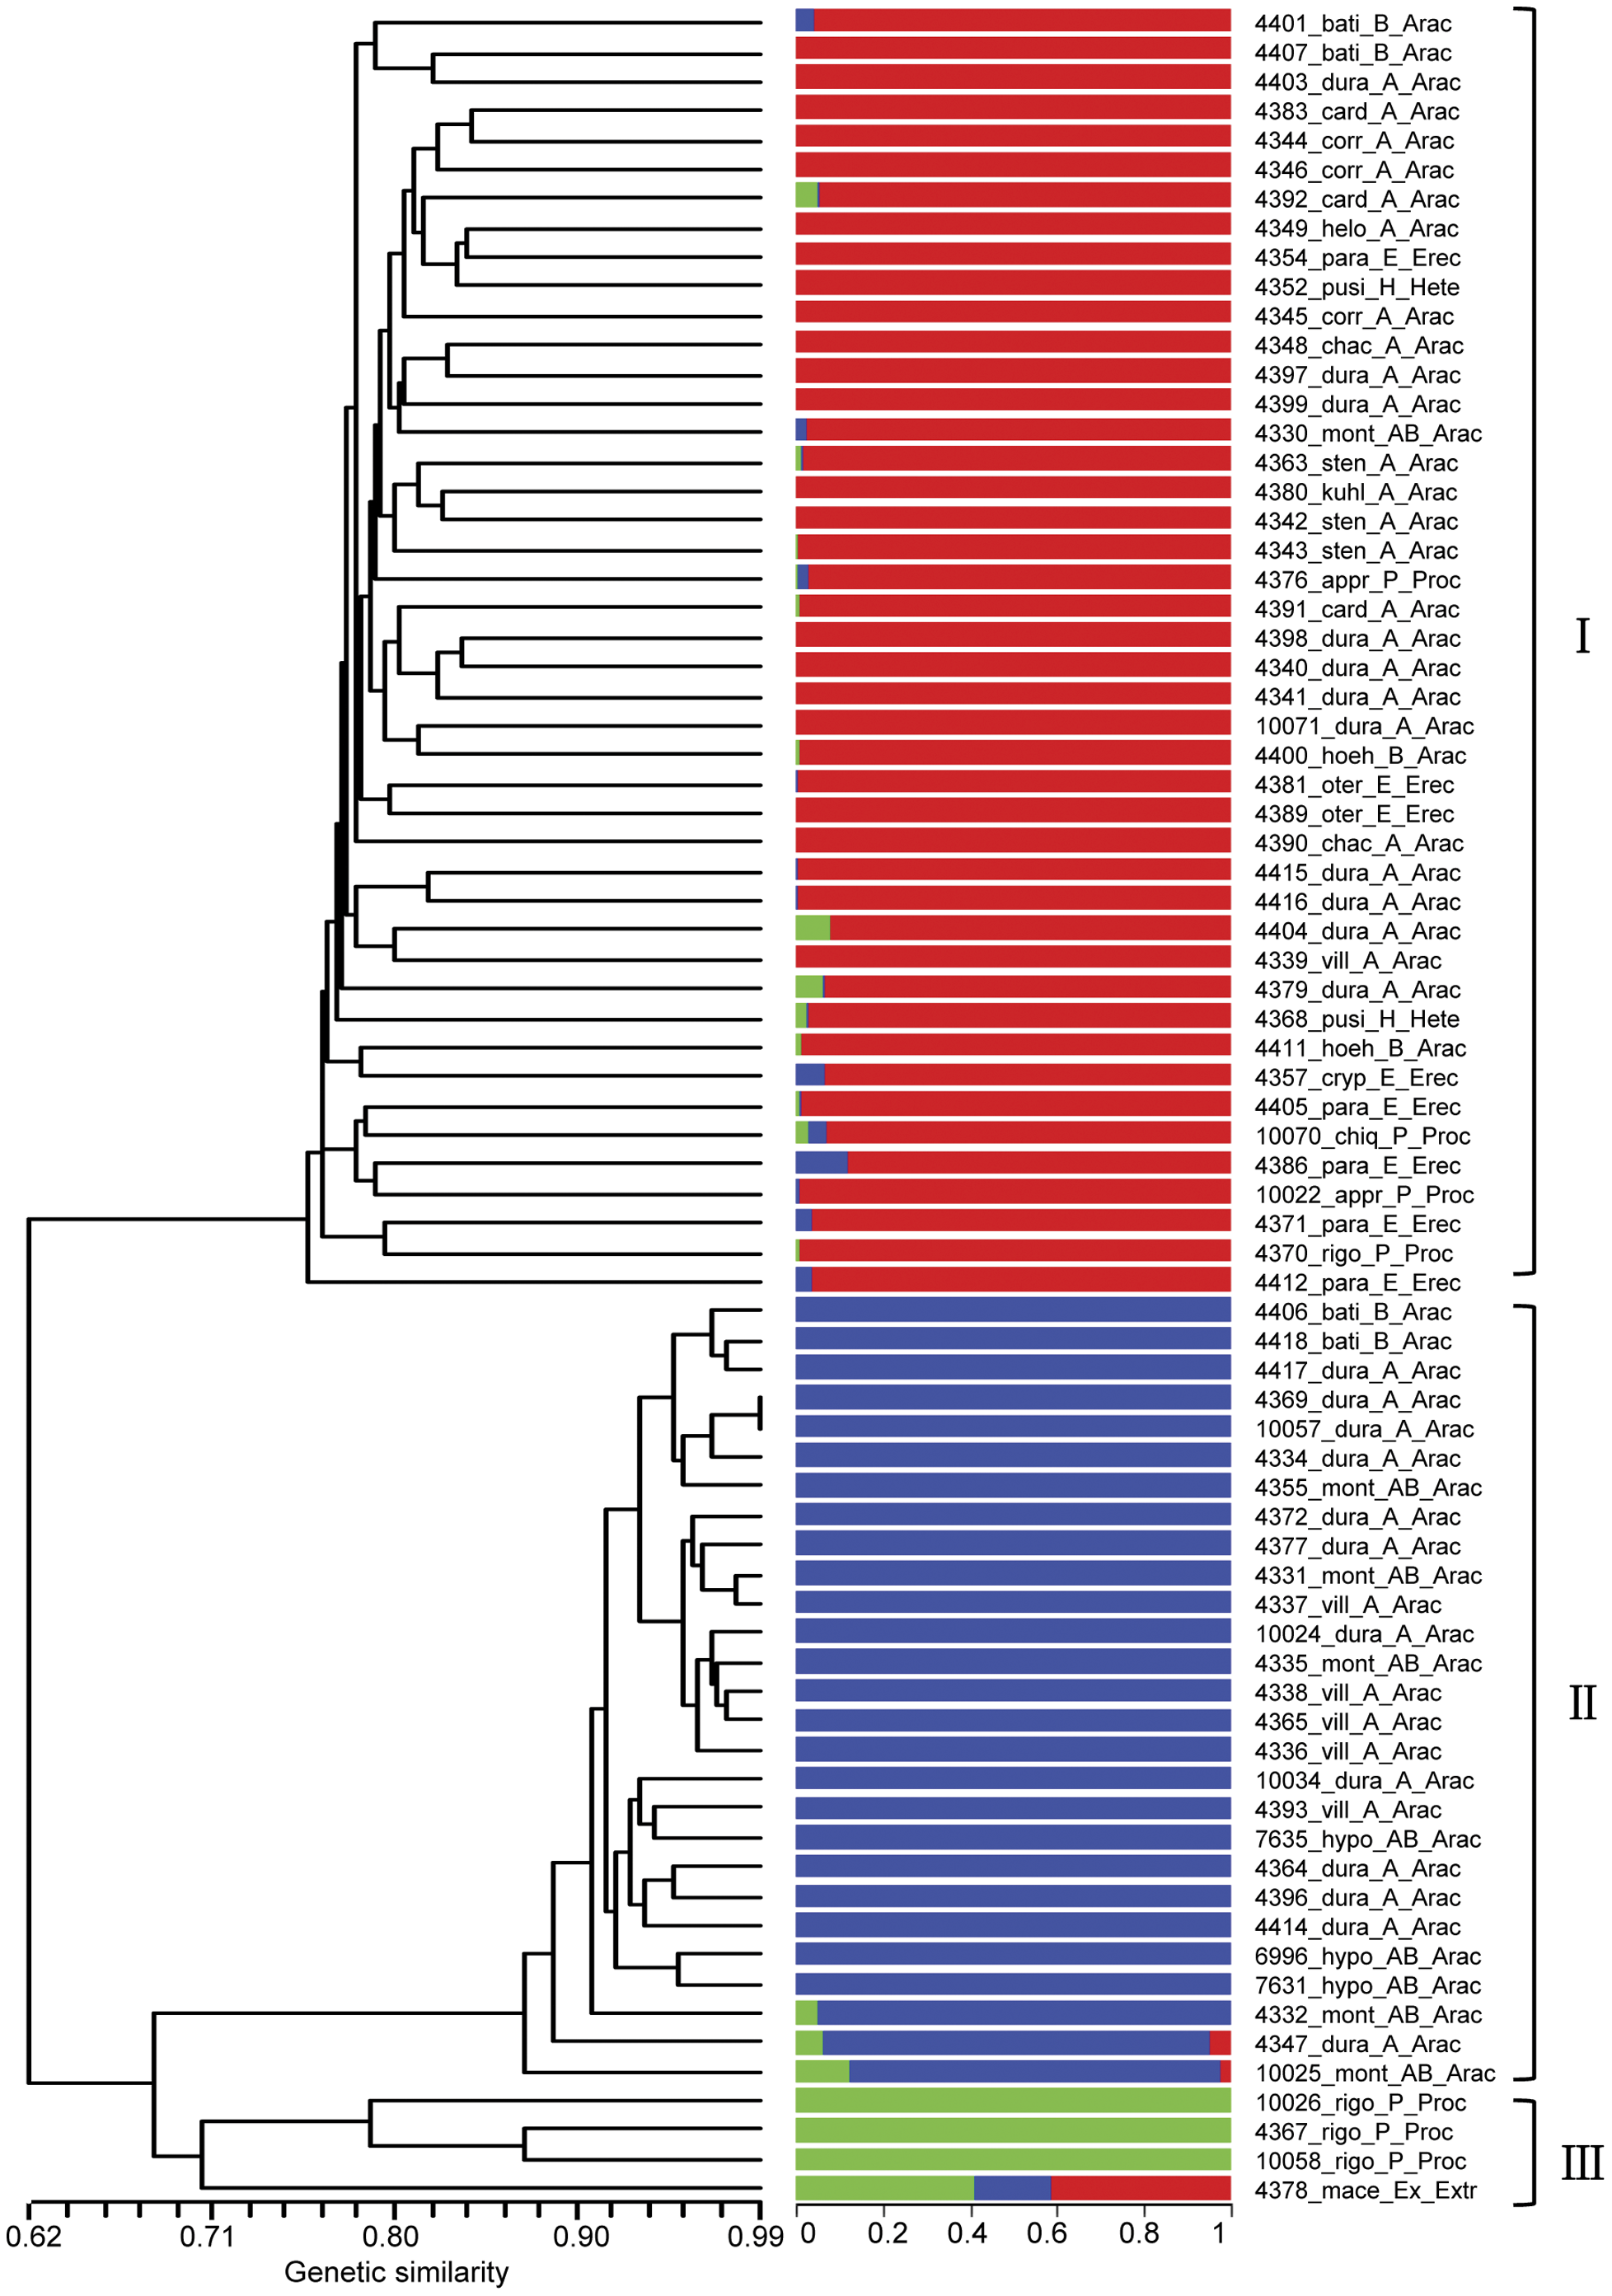 4401_bati_B_Arac
4407_bati_B_Arac
4403_dura_A_Arac
4383_card_A_Arac
4344_corr_A_Arac
4346_corr_A_Arac
4392_card_A_Arac
4349_helo_A_Arac
4354_para_E_Erec
4352_pusi_H_Hete
4345_corr_A_Arac
4348_chac_A_Arac
4397_dura_A_Arac
4399_dura_A_Arac
4330_mont_AB_Arac
4363_sten_A_Arac
4380_kuhl_A_Arac
4342_sten_A_Arac
4343_sten_A_Arac
4376_appr_P_Proc
4391_card_A_Arac
4398_dura_A_Arac
4340_dura_A_Arac
4341_dura_A_Arac
10071_dura_A_Arac
4400_hoeh_B_Arac
4381_oter_E_Erec
4389_oter_E_Erec
4390_chac_A_Arac
4415_dura_A_Arac
4416_dura_A_Arac
4404_dura_A_Arac
4339_vill_A_Arac
4379_dura_A_Arac
4368_pusi_H_Hete
4411_hoeh_B_Arac
4357_cryp_E_Erec
4405_para_E_Erec
10070_chiq_P_Proc
4386_para_E_Erec
10022_appr_P_Proc
4371_para_E_Erec
4370_rigo_P_Proc
4412_para_E_Erec
I
4406_bati_B_Arac
4418_bati_B_Arac
4417_dura_A_Arac
4369_dura_A_Arac
10057_dura_A_Arac
4334_dura_A_Arac
4355_mont_AB_Arac
4372_dura_A_Arac
4377_dura_A_Arac
4331_mont_AB_Arac
4337_vill_A_Arac
10024_dura_A_Arac
4335_mont_AB_Arac
4338_vill_A_Arac
4365_vill_A_Arac
4336_vill_A_Arac
10034_dura_A_Arac
4393_vill_A_Arac
7635_hypo_AB_Arac
4364_dura_A_Arac
4396_dura_A_Arac
4414_dura_A_Arac
6996_hypo_AB_Arac
7631_hypo_AB_Arac
4332_mont_AB_Arac
4347_dura_A_Arac
10025_mont_AB_Arac
II
10026_rigo_P_Proc
4367_rigo_P_Proc
10058_rigo_P_Proc
4378_mace_Ex_Extr
III
0.62 0.71 0.80 0.90 0.99
Genetic similarity
0 0.2 0.4 0.6 0.8 1